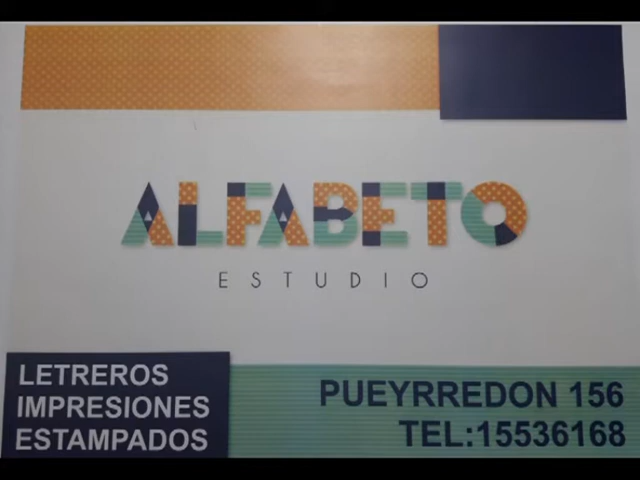 ALFABETO
ESTUDIO
LETREROS
IMPRESIONES
ESTAMPADOS
PUEYRREDON 156
TEL:15536168